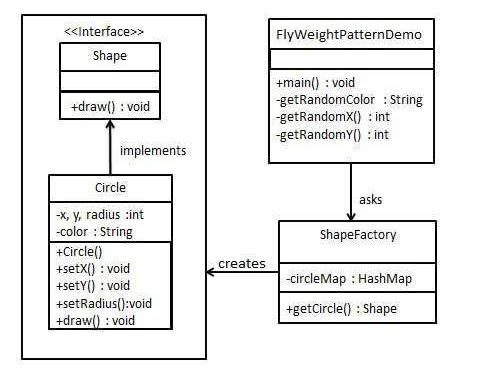 <<Interface>>
Shape
+draw() : void
implements
Circle
-x, y, radius :int
-color : String
+Circle()
+setX() : void
+setY() : void
+setRadius():void
+draw() : void
FlyWeightPatternDemo
+main() : void
-getRandomColor : String
-getRandomX() : int
-getRandomY() : int
asks
ShapeFactory
-circleMap : HashMap
+getCircle() : Shape
creates